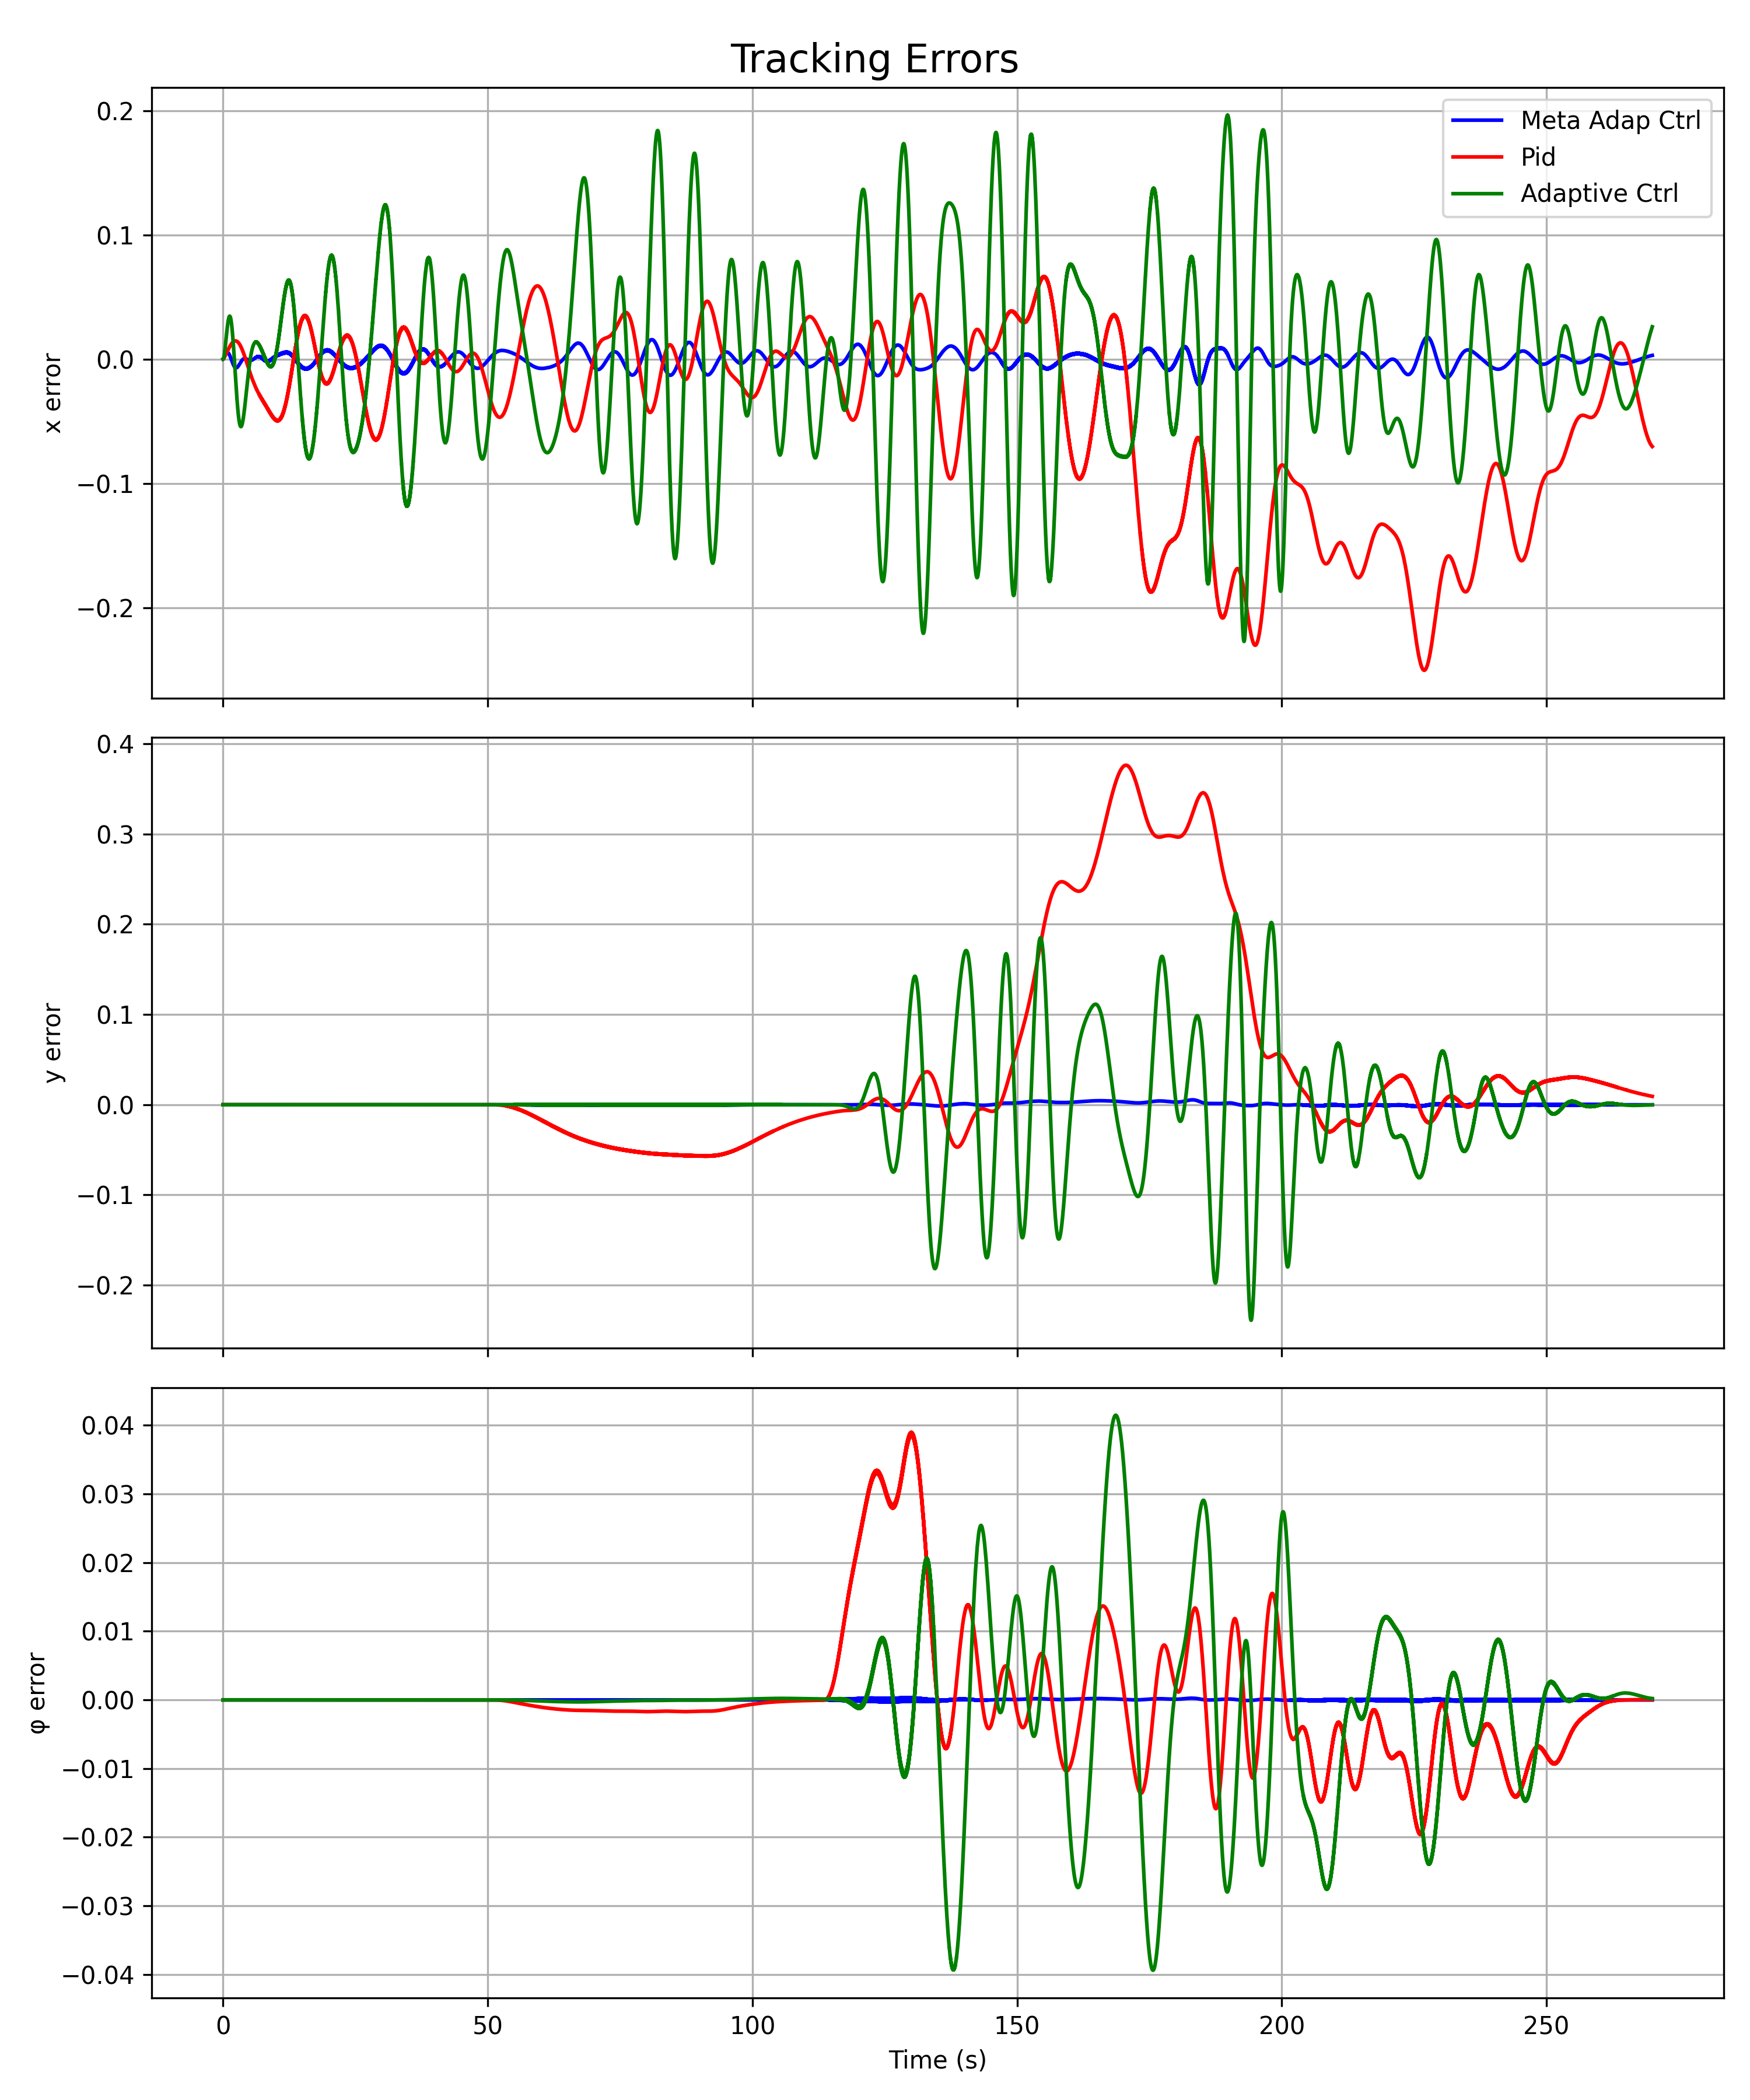 Tracking Errors
0.2
0.1
0.0
−0.1
−0.2
x error
Meta Adap Ctrl
Pid
Adaptive Ctrl
0.4
0.3
0.2
0.1
0.0
−0.1
−0.2
y error
0.04
0.03
0.02
0.01
0.00
−0.01
−0.02
−0.03
−0.04
φ error
0 50 100 150 200 250
Time (s)